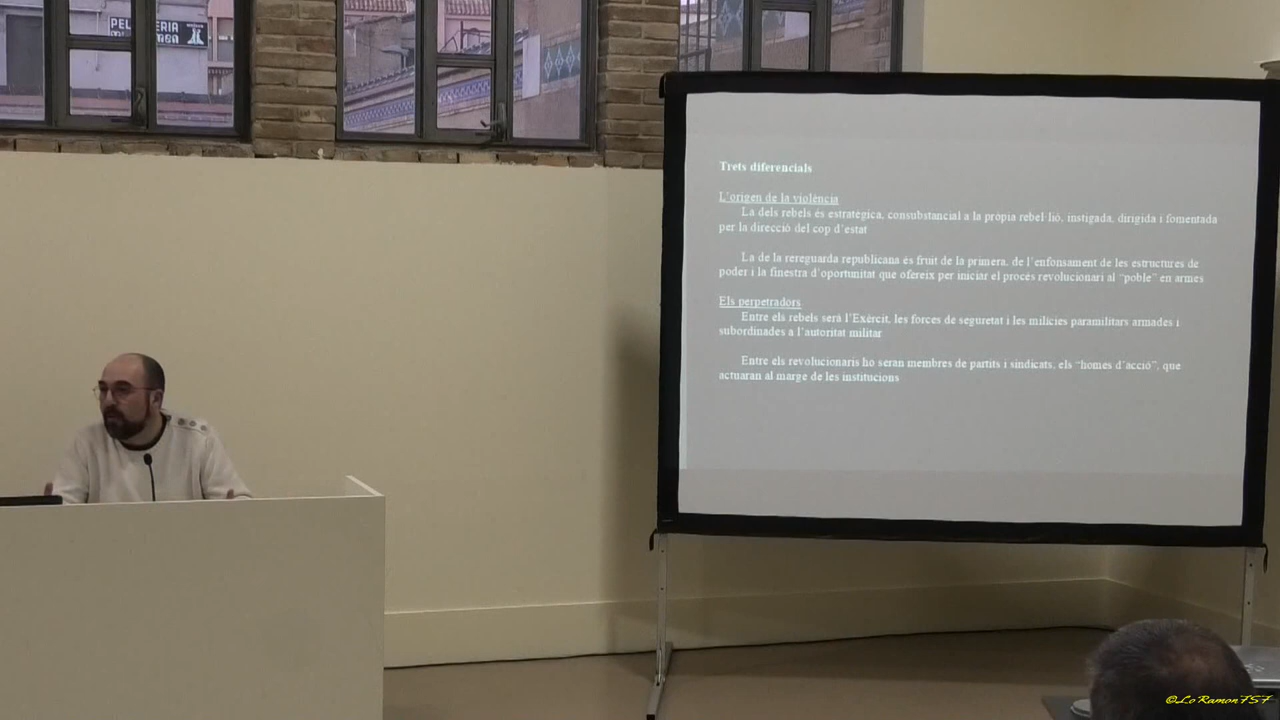 PEL
ERIA
Trets diferencials
L'origen de la violència
La dels rebels és estratègica, consubstancial a la pròpia rebel·lió, instigada, dirigida i fomentada
per la direcció del cop d'estat
La de la rereguarda republicana és fruit de la primera, de l'enfonsament de les estructures de
poder i la finestra d'oportunitat que ofereix per iniciar el procés revolucionari al "poble" en armes
Els perpetradors
Entre els rebels serà l'Exèrcit, les forces de seguretat i les milícies paramilitars armades i
subordinades a l'autoritat militar
Entre els revolucionaris ho seran membres de partits i sindicats, els "homes d'acció", que
actuaran al marge de les institucions
©LoRamon757